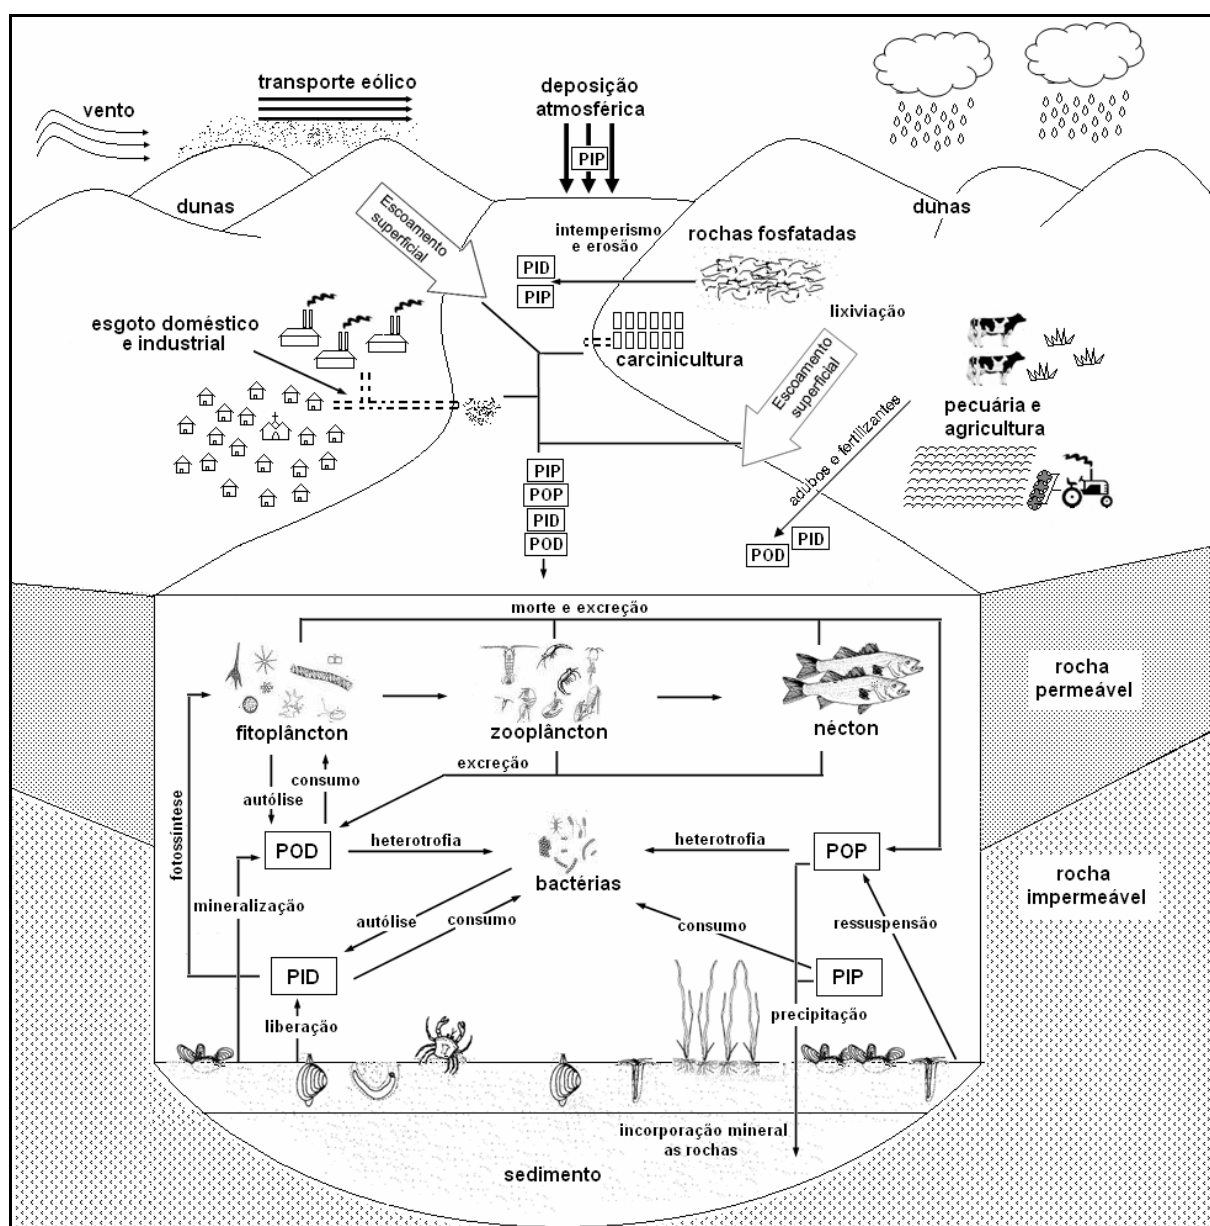 transporte eólico
vento
deposição
atmosférica
PIP
dunas
dunas
Escoamento
superficial
intemperismo
e erosão
rochas fosfatadas
PID
PIP
lixiviação
esgoto doméstico
e industrial
carcinicultura
Escoamento
superficial
pecuária e
agricultura
adubos e fertilizantes
PIP
POP
PID
POD
POD
PID
morte e excreção
fitoplâncton
zooplâncton
nécton
rocha
permeável
excreção
consumo
autólise
fotossíntese
POD
heterotrofia
bactérias
heterotrofia
POP
rocha
impermeável
mineralização
autólise
consumo
consumo
ressuspensão
PID
PIP
liberação
precipitação
incorporação mineral
as rochas
sedimento